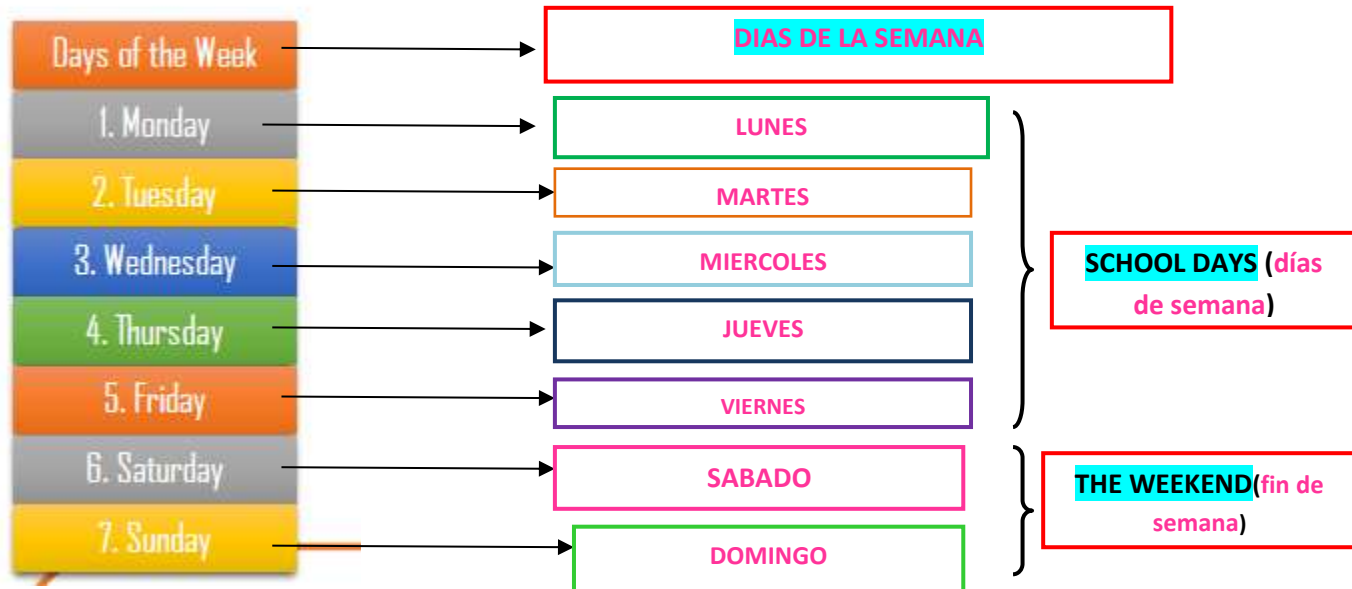 Days of the Week
DIAS DE LA SEMANA
1. Monday
LUNES
2. Tuesday
MARTES
3. Wednesday
MIERCOLES
4. Thursday
JUEVES
5. Friday
VIERNES
SCHOOL DAYS (días
de semana)
6. Saturday
SABADO
7. Sunday
DOMINGO
THE WEEKEND(fin de
semana)